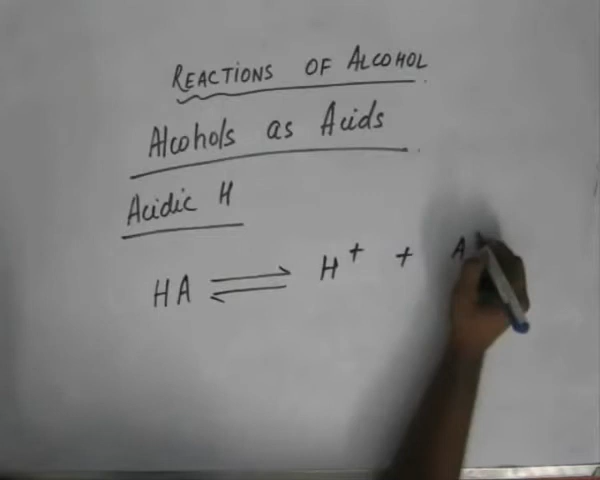 REACTIONS OF ALCOHOL
Alcohols as Acids
Acidic H
HA ⇌ H⁺ + A